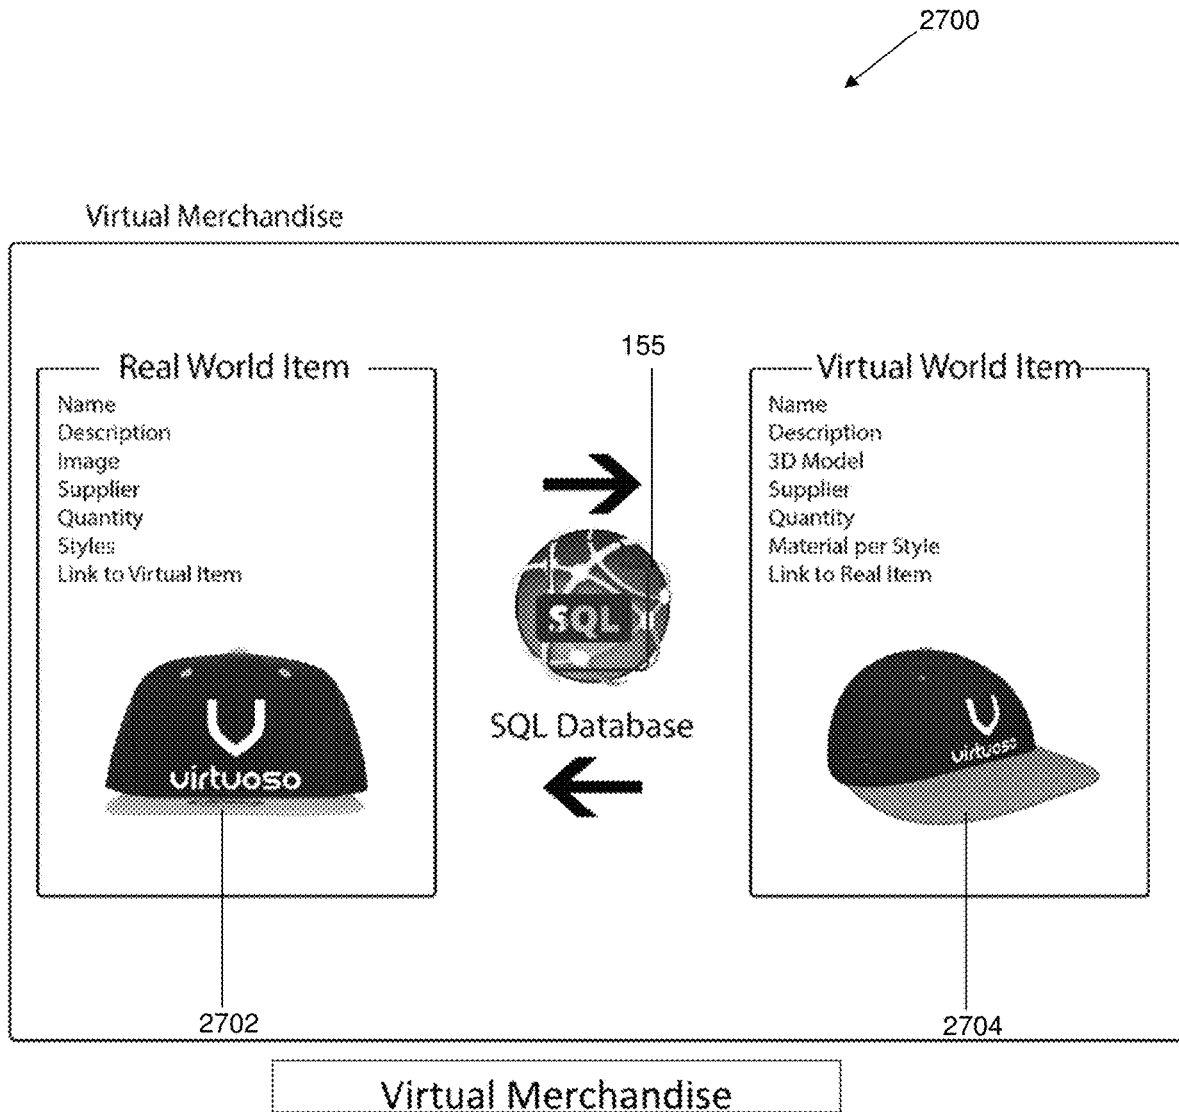 2700
Virtual Merchandise
155
Real World Item
Name
Description
Image
Supplier
Quantity
Styles
Link to Virtual Item
virtuoso
2702
SQL
SQL Database
Virtual World Item
Name
Description
3D Model
Supplier
Quantity
Material per Style
Link to Real Item
virtuoso
2704
Virtual Merchandise